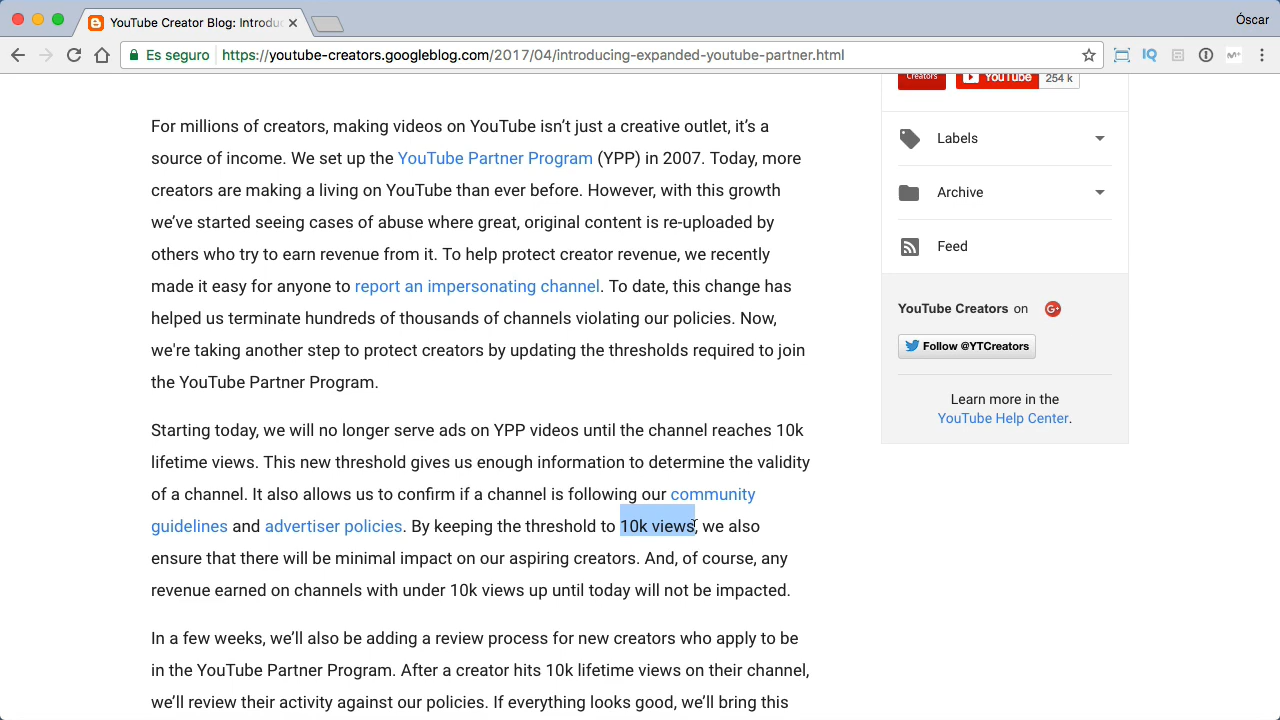 YouTube Creator Blog: Introduc
Óscar
Es seguro
https://youtube-creators.googleblog.com/2017/04/introducing-expanded-youtube-partner.html
Creators
YouTube 254 k
For millions of creators, making videos on YouTube isn’t just a creative outlet, it’s a
source of income. We set up the YouTube Partner Program (YPP) in 2007. Today, more
creators are making a living on YouTube than ever before. However, with this growth
we’ve started seeing cases of abuse where great, original content is re-uploaded by
others who try to earn revenue from it. To help protect creator revenue, we recently
made it easy for anyone to report an impersonating channel. To date, this change has
helped us terminate hundreds of thousands of channels violating our policies. Now,
we're taking another step to protect creators by updating the thresholds required to join
the YouTube Partner Program.
Starting today, we will no longer serve ads on YPP videos until the channel reaches 10k
lifetime views. This new threshold gives us enough information to determine the validity
of a channel. It also allows us to confirm if a channel is following our community
guidelines and advertiser policies. By keeping the threshold to 10k views, we also
ensure that there will be minimal impact on our aspiring creators. And, of course, any
revenue earned on channels with under 10k views up until today will not be impacted.
In a few weeks, we’ll also be adding a review process for new creators who apply to be
in the YouTube Partner Program. After a creator hits 10k lifetime views on their channel,
we’ll review their activity against our policies. If everything looks good, we’ll bring this
Labels
Archive
Feed
YouTube Creators on G+
Follow @YTCreators
Learn more in the
YouTube Help Center.